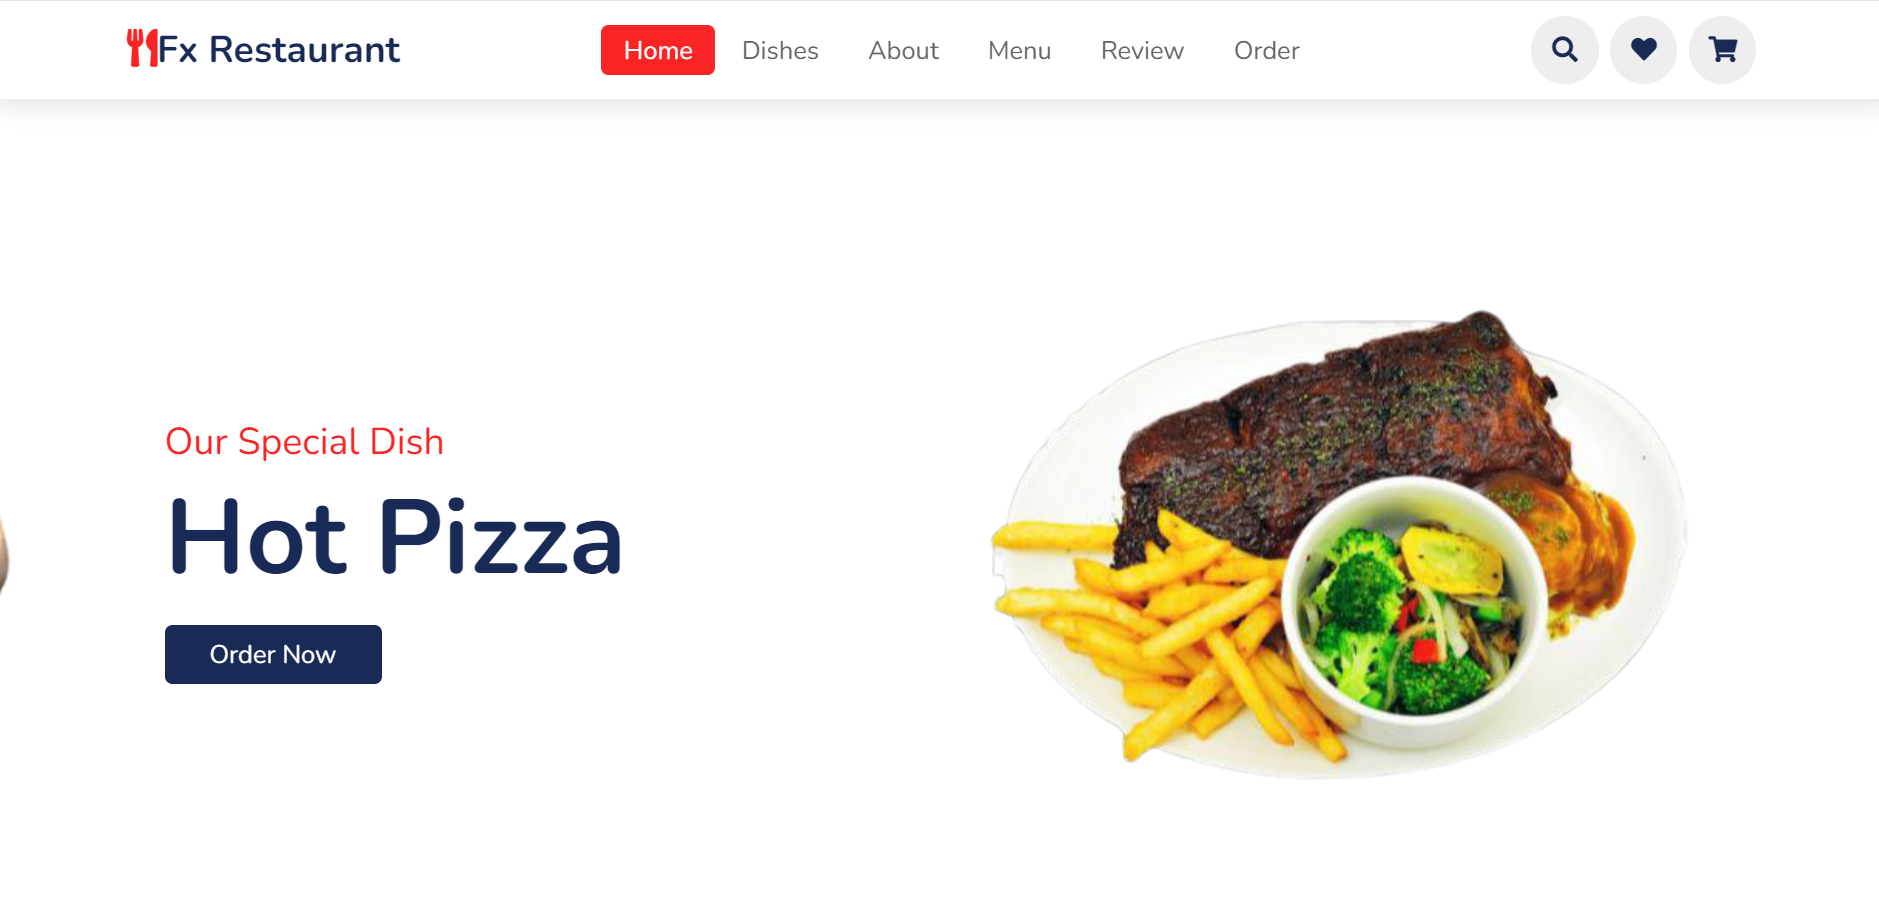 Fx Restaurant
Home
Dishes
About
Menu
Review
Order
Our Special Dish
Hot Pizza
Order Now